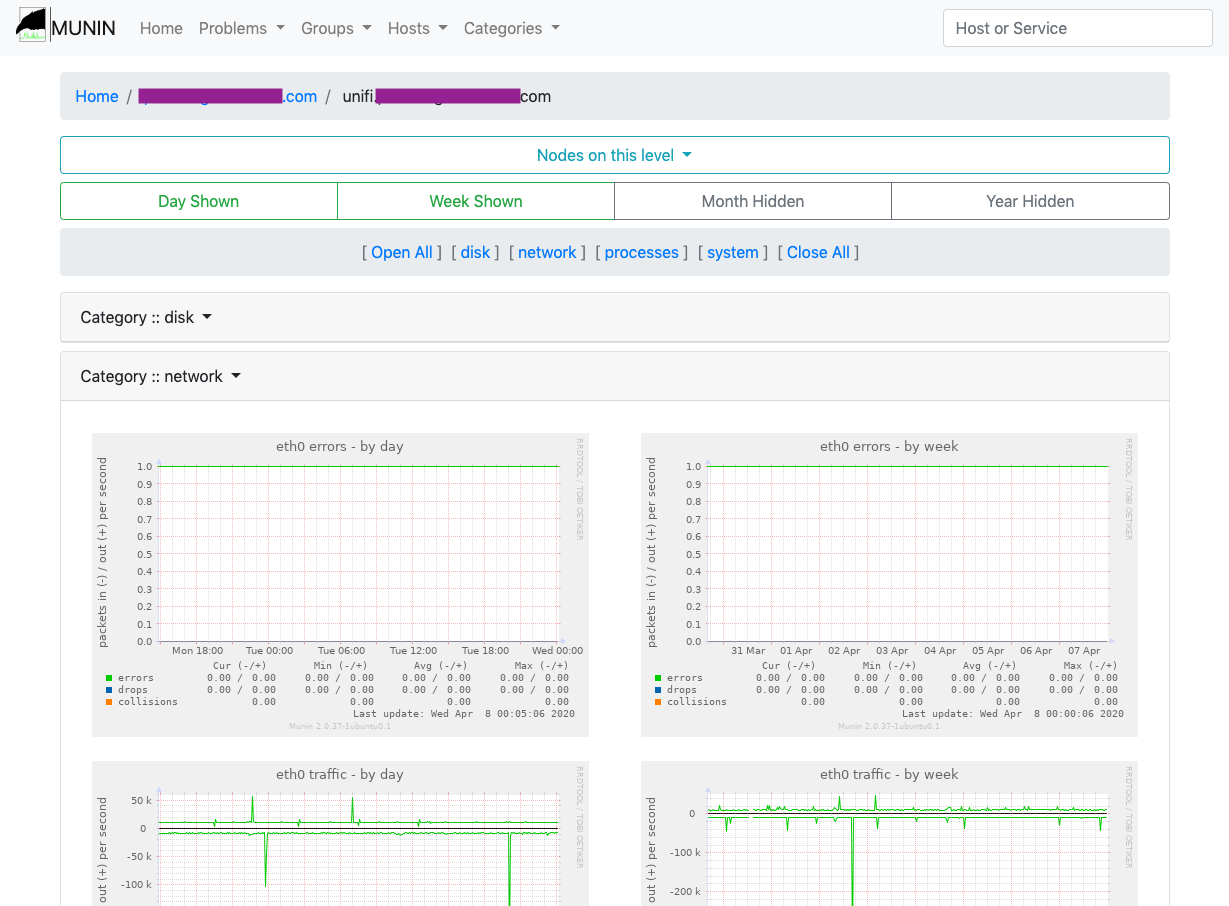 MUNIN Home Problems Groups Hosts Categories Host or Service
Home / .com / unifi. com
Nodes on this level
Day Shown Week Shown Month Hidden Year Hidden
[ Open All ] [ disk ] [ network ] [ processes ] [ system ] [ Close All ]
Category :: disk
Category :: network
eth0 errors - by day
RRDTOOL / TOBI OETIKER
packets in (-) / out (+) per second
1.0
0.9
0.8
0.7
0.6
0.5
0.4
0.3
0.2
0.1
0.0
Mon 18:00 Tue 00:00 Tue 06:00 Tue 12:00 Tue 18:00 Wed 00:00
Cur (-/+) Min (-/+) Avg (-/+) Max (-/+)
errors 0.00 / 0.00 0.00 / 0.00 0.00 / 0.00 0.00 / 0.00
drops 0.00 / 0.00 0.00 / 0.00 0.00 / 0.00 0.00 / 0.00
collisions 0.00 0.00 0.00 0.00
Last update: Wed Apr 8 00:05:06 2020
Munin 2.0.37-1ubuntu0.1
eth0 errors - by week
RRDTOOL / TOBI OETIKER
packets in (-) / out (+) per second
1.0
0.9
0.8
0.7
0.6
0.5
0.4
0.3
0.2
0.1
0.0
31 Mar 01 Apr 02 Apr 03 Apr 04 Apr 05 Apr 06 Apr 07 Apr
Cur (-/+) Min (-/+) Avg (-/+) Max (-/+)
errors 0.00 / 0.00 0.00 / 0.00 0.00 / 0.00 0.00 / 0.00
drops 0.00 / 0.00 0.00 / 0.00 0.00 / 0.00 0.00 / 0.00
collisions 0.00 0.00 0.00 0.00
Last update: Wed Apr 8 00:00:06 2020
Munin 2.0.37-1ubuntu0.1
eth0 traffic - by day
RRDTOOL / TOBI OETIKER
out (+) per second
50 k
0
-50 k
-100 k
eth0 traffic - by week
RRDTOOL / TOBI OETIKER
out (+) per second
0
-100 k
-200 k